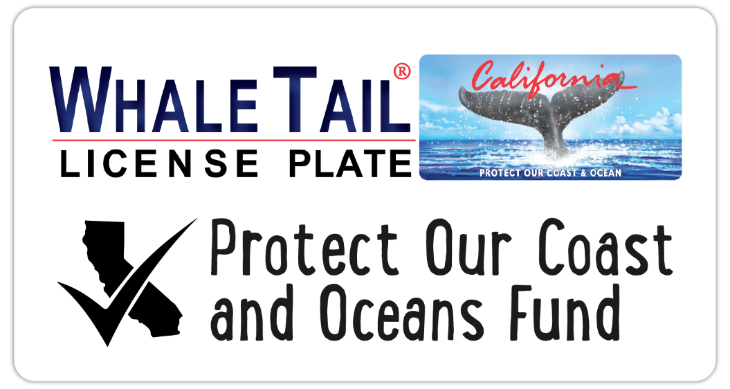 WHALE TAIL®
LICENSE PLATE
California
PROTECT OUR COAST & OCEAN
Protect Our Coast
and Oceans Fund